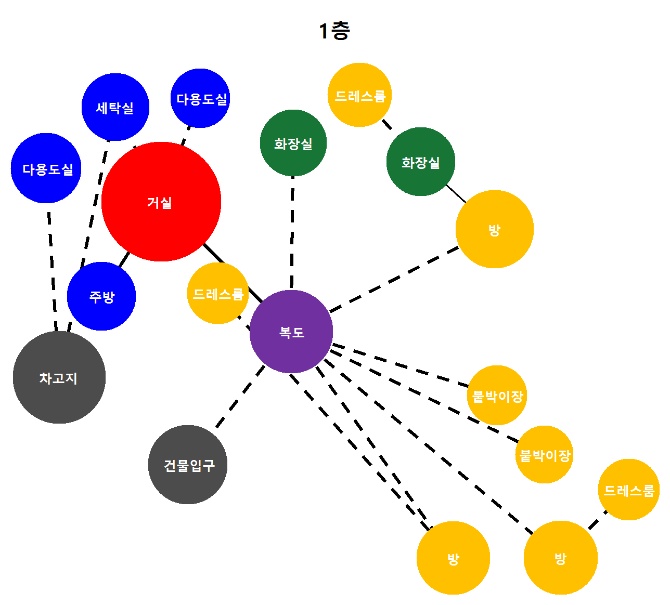 1층
드레스룸
다용도실
세탁실
화장실
화장실
다용도실
거실
방
드레스룸
주방
복도
차고지
붙박이장
붙박이장
건물입구
드레스룸
방
방